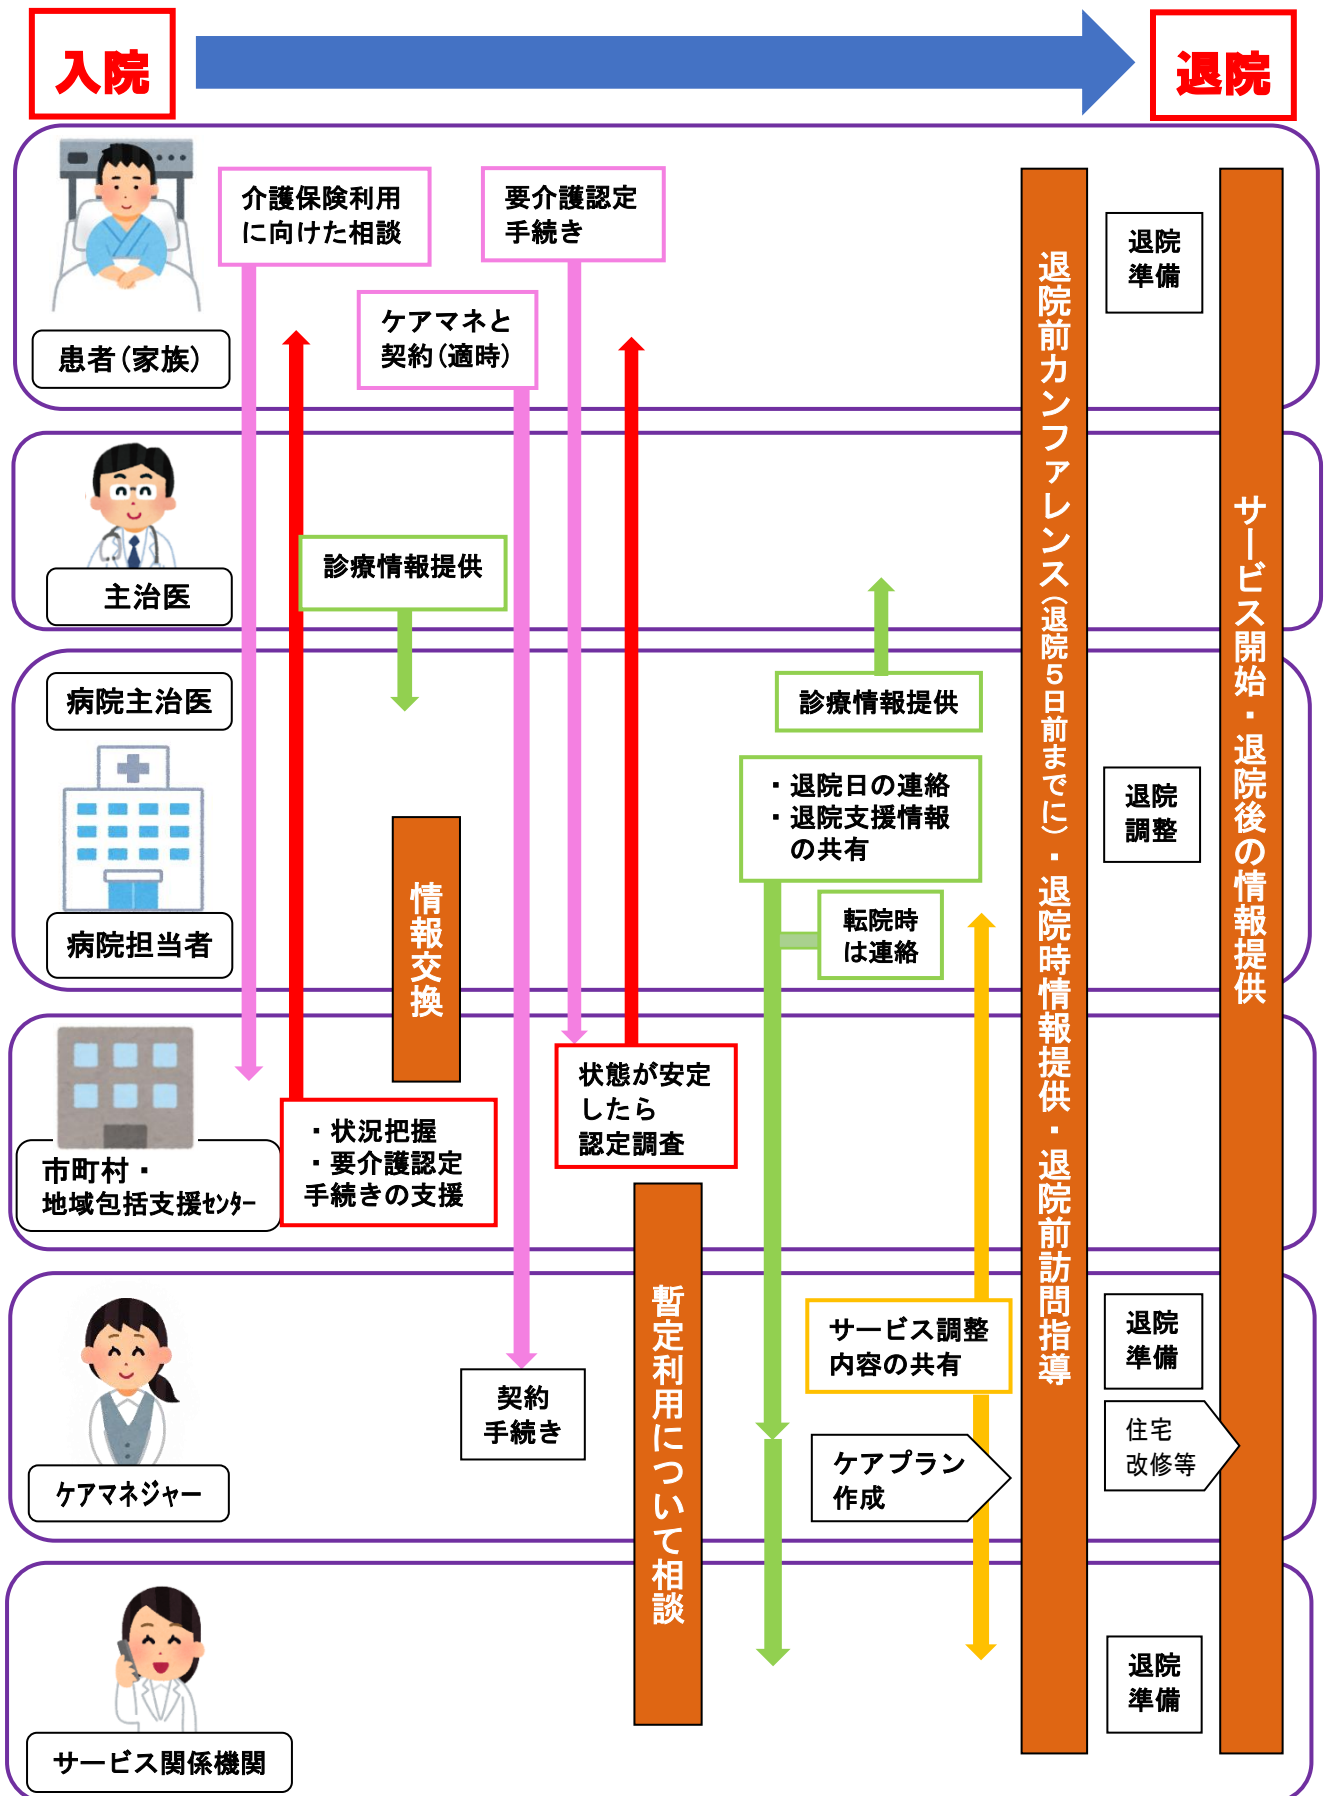 入院
退院
介護保険利用
に向けた相談
要介護認定
手続き
ケアマネと
契約(適時)
患者(家族)
退院
準備
主治医
診療情報提供
病院主治医
病院担当者
情報交換
診療情報提供
・退院日の連絡
・退院支援情報
の共有
転院時
は連絡
退院
調整
市町村・
地域包括支援ｾﾝﾀｰ
・状況把握
・要介護認定
手続きの支援
状態が安定
したら
認定調査
ケアマネジャー
契約
手続き
暫定利用について相談
サービス調整
内容の共有
ケアプラン
作成
退院
準備
住宅
改修等
サービス関係機関
退院
準備
退院前カンファレンス(退院5日前までに)・退院時情報提供・退院前訪問指導
サービス開始・退院後の情報提供